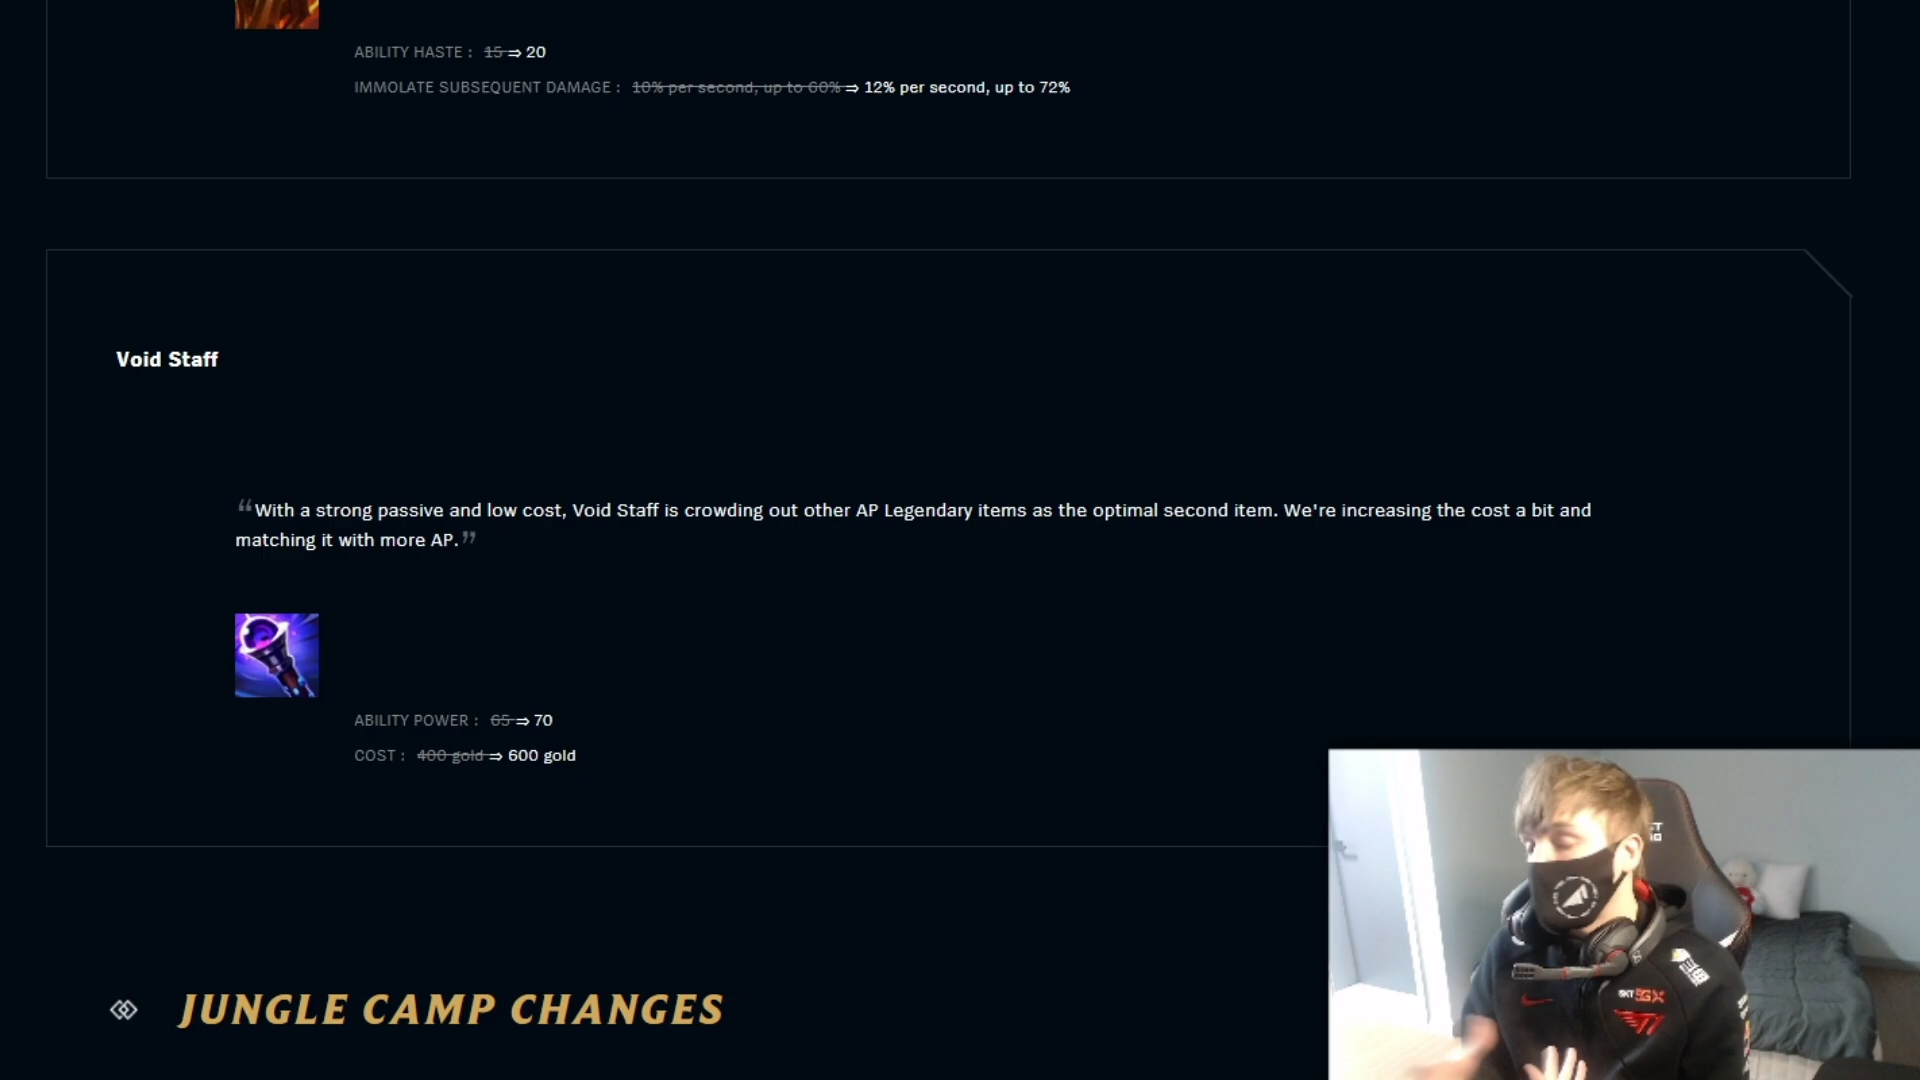 ABILITY HASTE : 15 ⇒ 20
IMMOLATE SUBSEQUENT DAMAGE : 10% per second, up to 60% ⇒ 12% per second, up to 72%
Void Staff
“With a strong passive and low cost, Void Staff is crowding out other AP Legendary items as the optimal second item. We're increasing the cost a bit and
matching it with more AP.”
ABILITY POWER : 65 ⇒ 70
COST : 400 gold ⇒ 600 gold
JUNGLE CAMP CHANGES
SKT
T1